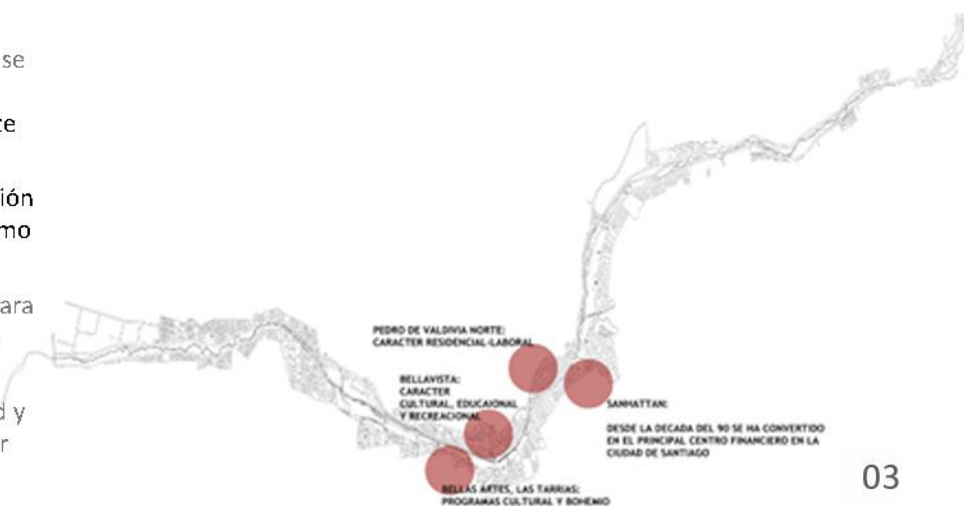 se
te
ión
mo
ara
d y
r
PEDRO DE VALDIVIA NORTE:
CARACTER RESIDENCIAL-LABORAL
BELLAVISTA:
CARACTER
CULTURAL, EDUCAIONAL
Y RECREACIONAL
SANHATTAN:
DESDE LA DECADA DEL 90 SE HA CONVERTIDO
EN EL PRINCIPAL CENTRO FINANCIERO EN LA
CIUDAD DE SANTIAGO
BELLAS ARTES, LAS TARRIAS:
PROGRAMAS CULTURAL Y BOHEMIO
03